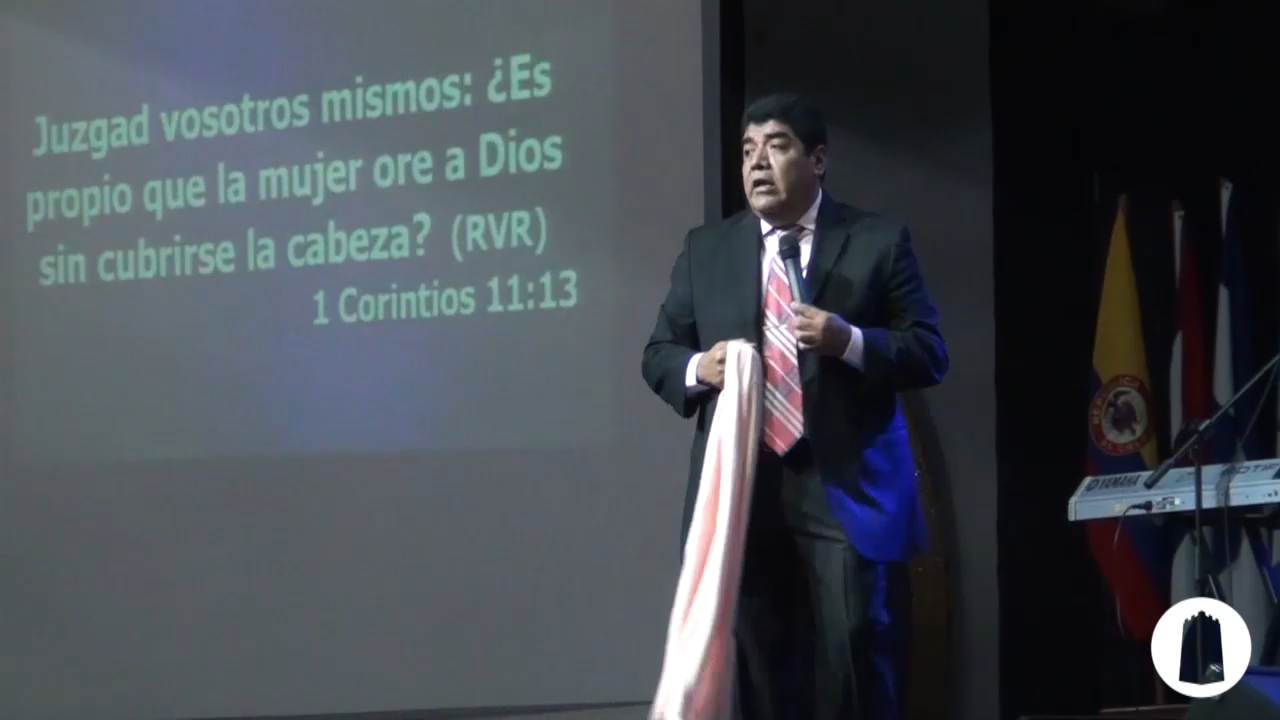 Juzgad vosotros mismos: ¿Es
propio que la mujer ore a Dios
sin cubrirse la cabeza? (RVR)
1 Corintios 11:13
YAMAHA